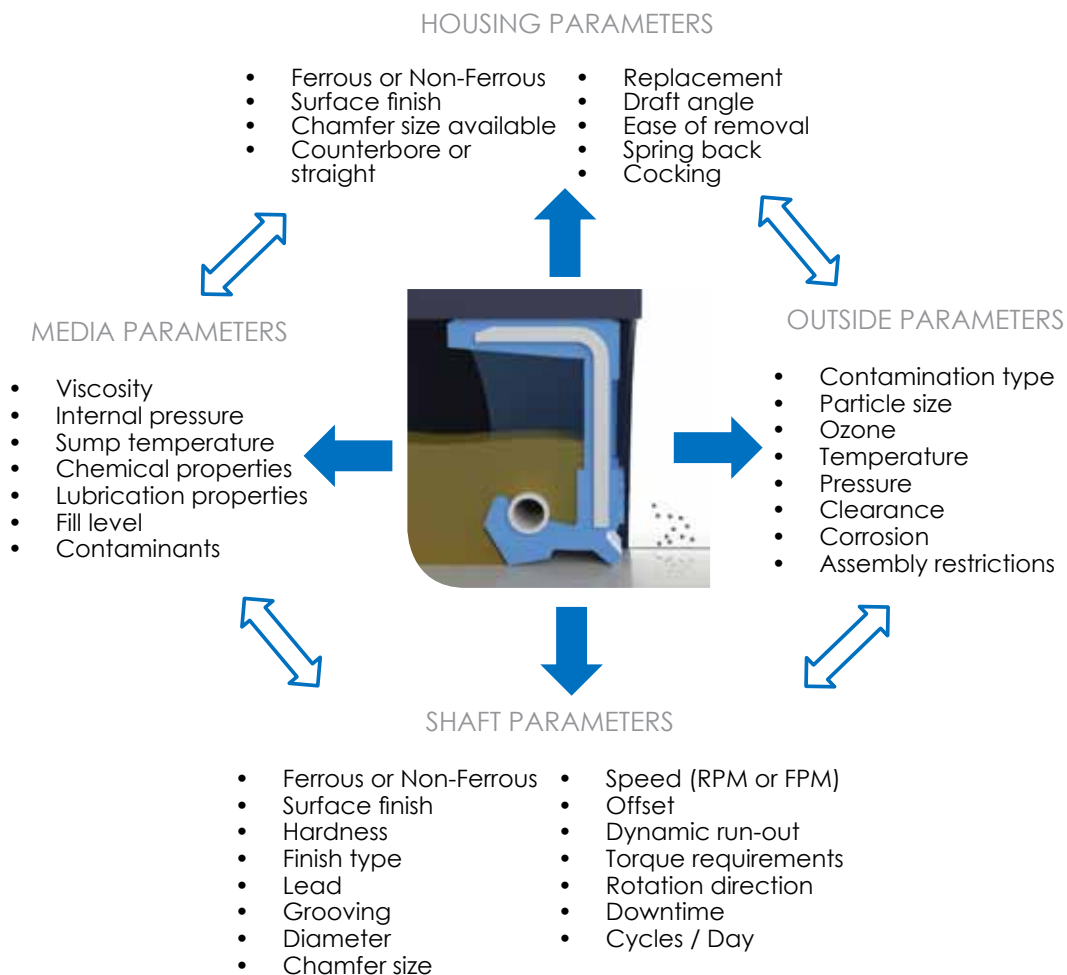 HOUSING PARAMETERS
• Ferrous or Non-Ferrous
• Surface finish
• Chamfer size available
• Counterbore or
straight
• Replacement
• Draft angle
• Ease of removal
• Spring back
• Cocking
MEDIA PARAMETERS
• Viscosity
• Internal pressure
• Sump temperature
• Chemical properties
• Lubrication properties
• Fill level
• Contaminants
OUTSIDE PARAMETERS
• Contamination type
• Particle size
• Ozone
• Temperature
• Pressure
• Clearance
• Corrosion
• Assembly restrictions
SHAFT PARAMETERS
• Ferrous or Non-Ferrous
• Surface finish
• Hardness
• Finish type
• Lead
• Grooving
• Diameter
• Chamfer size
• Speed (RPM or FPM)
• Offset
• Dynamic run-out
• Torque requirements
• Rotation direction
• Downtime
• Cycles / Day